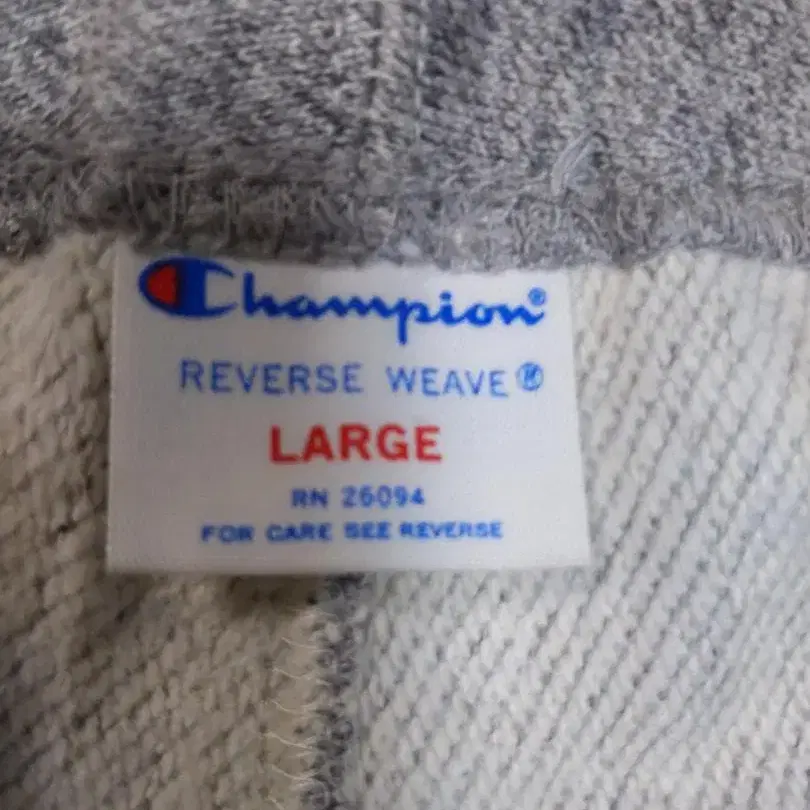 Champion®
REVERSE WEAVE®
LARGE
RN 26094
FOR CARE SEE REVERSE